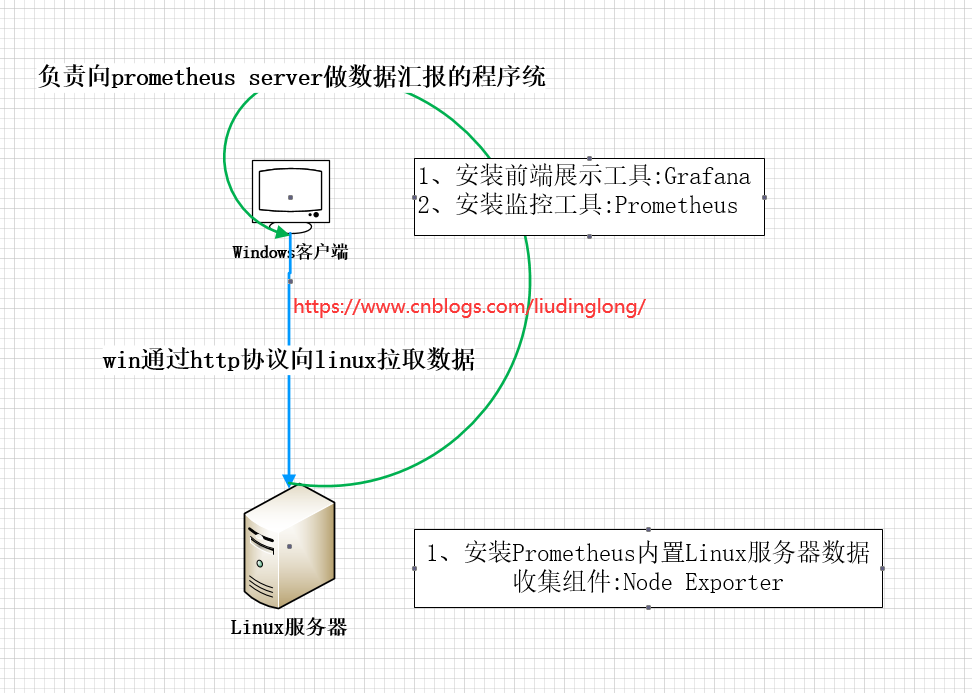 负责向prometheus server做数据汇报的程序统
1、安装前端展示工具:Grafana
2、安装监控工具:Prometheus
Windows客户端
https://www.cnblogs.com/liudinglong/
win通过http协议向linux拉取数据
1、安装Prometheus内置Linux服务器数据
收集组件:Node Exporter
Linux服务器